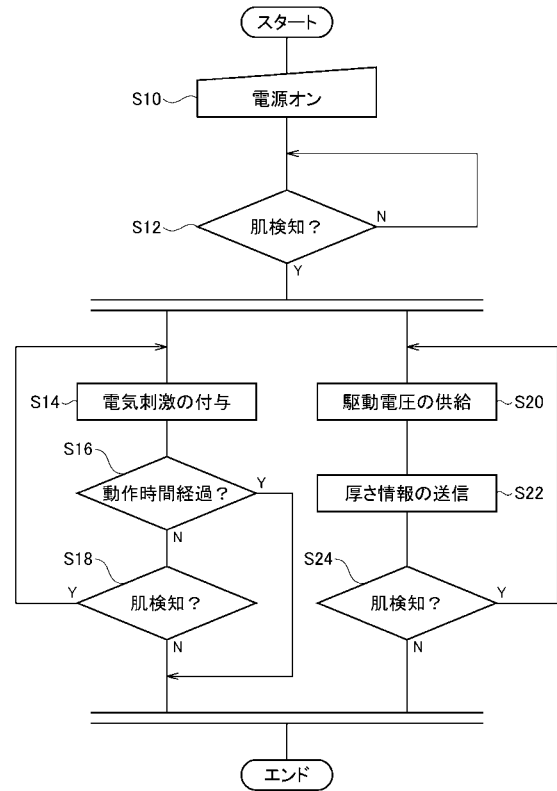 スタート
S10
電源オン
S12
肌検知？
N
Y
S14
電気刺激の付与
S16
動作時間経過？
Y
N
S18
肌検知？
Y
N
駆動電圧の供給
S20
厚さ情報の送信
S22
S24
肌検知？
Y
N
エンド